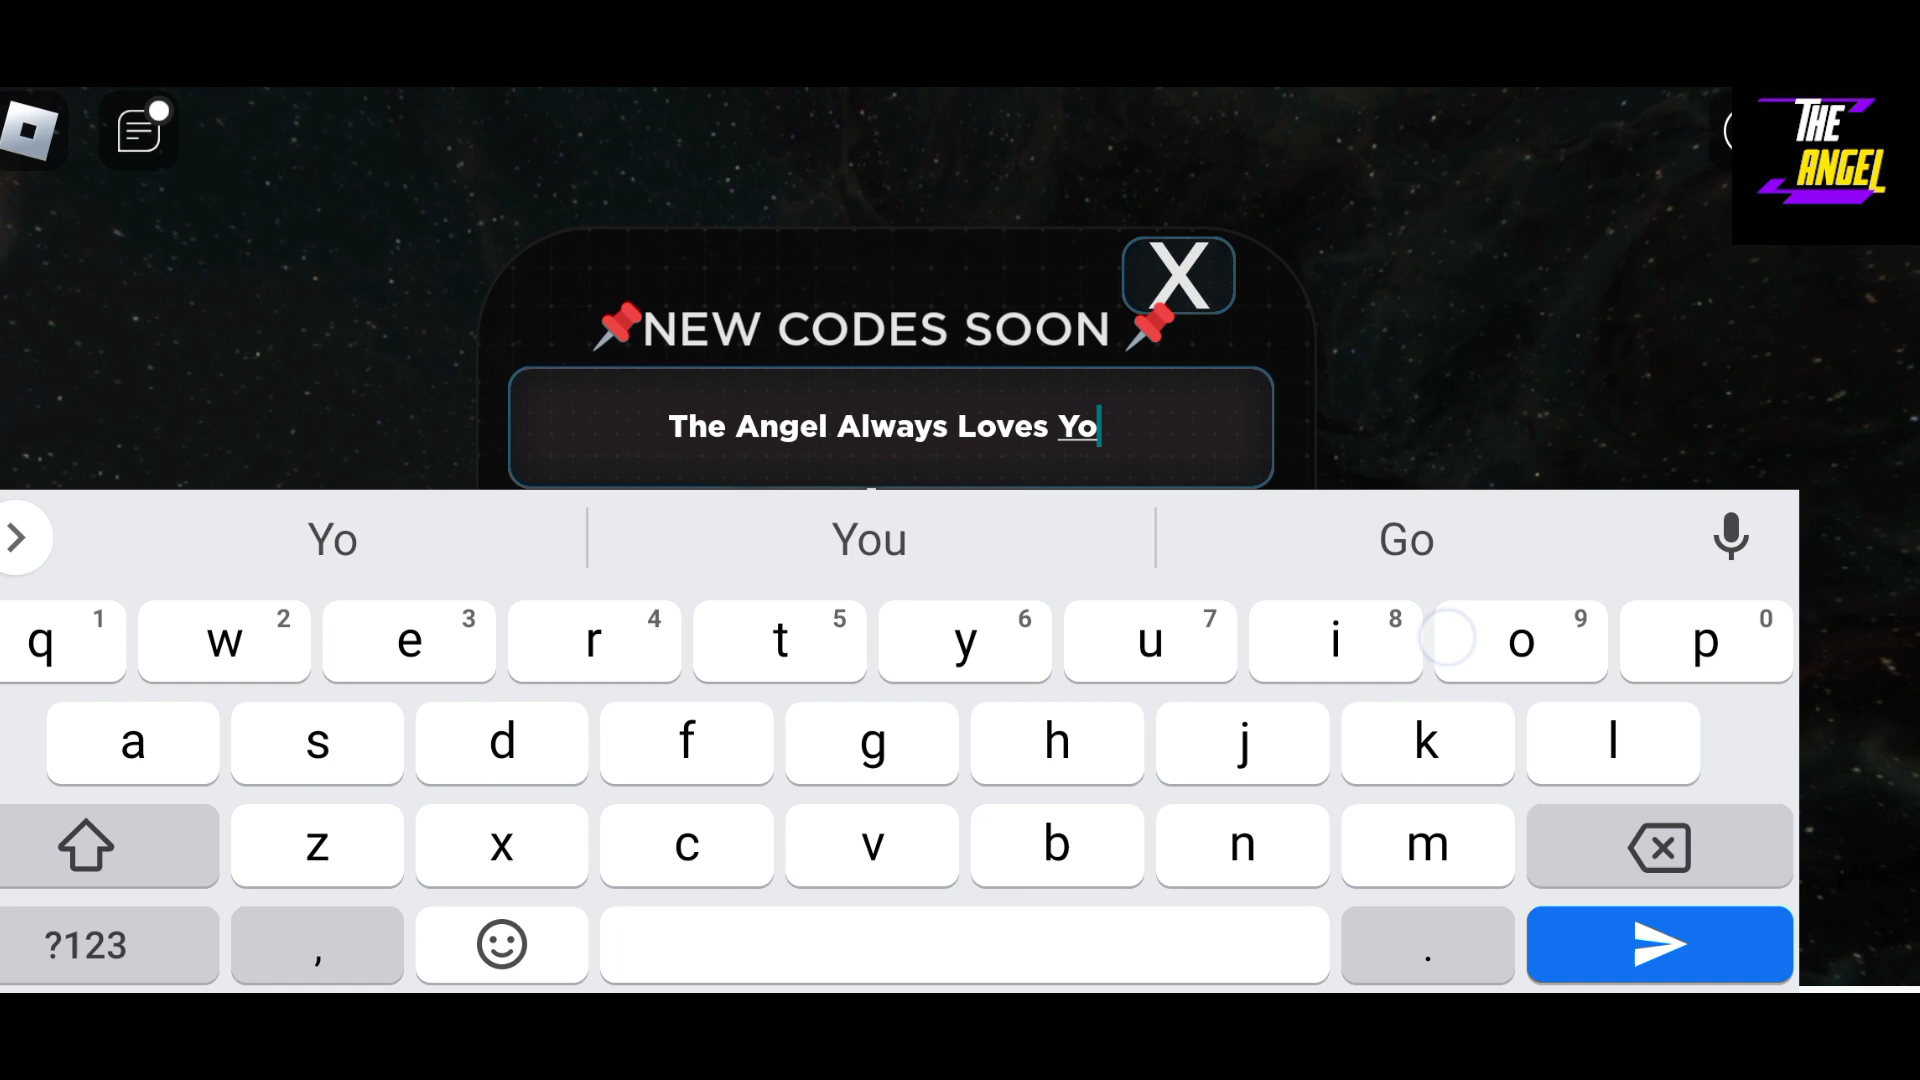 THE
ANGEL
X
📌NEW CODES SOON 📌
The Angel Always Loves Yo
Yo You Go
q 1 w 2 e 3 r 4 t 5 y 6 u 7 i 8 o 9 p 0
a s d f g h j k l
z x c v b n m
?123 , .